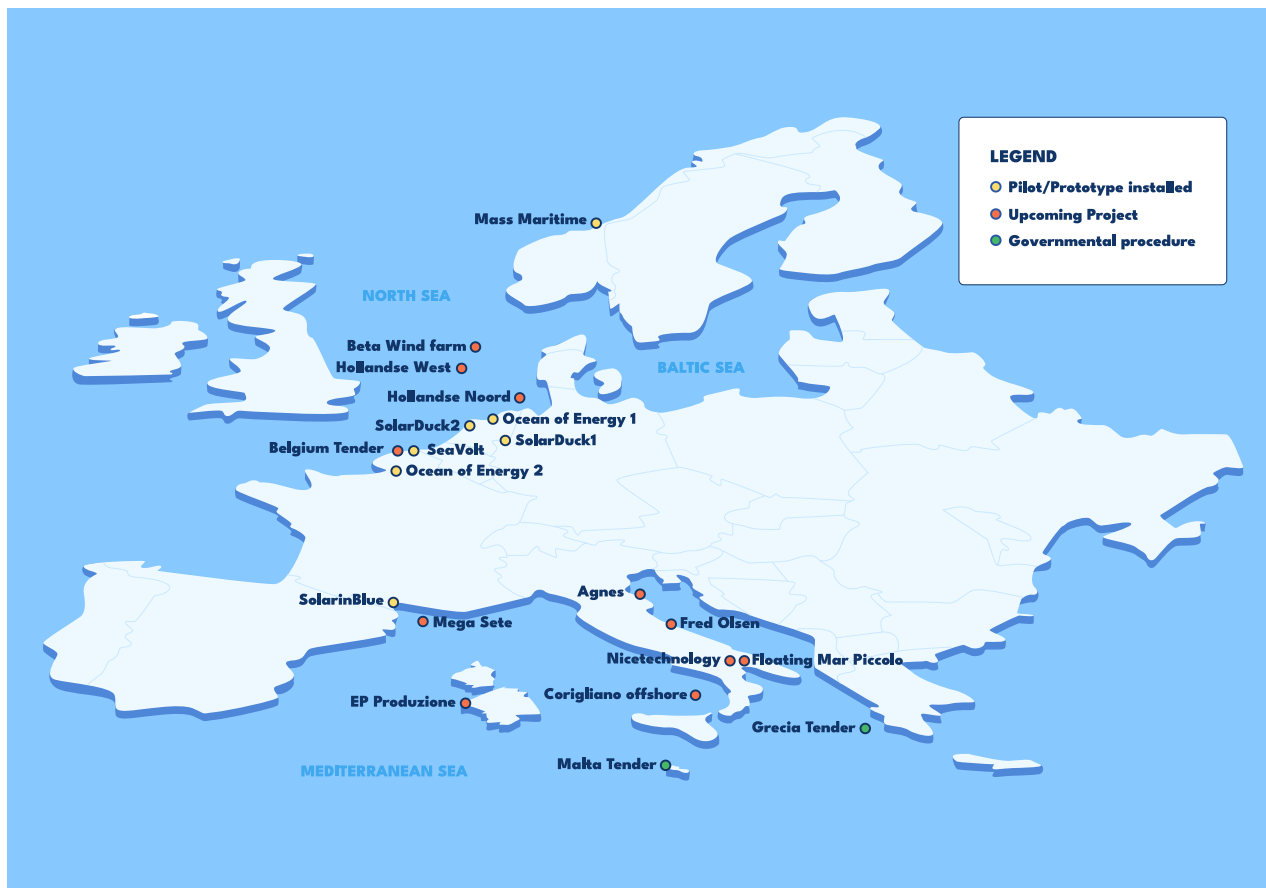 LEGEND
Pilot/Prototype installed
Upcoming Project
Governmental procedure
Mass Maritime
NORTH SEA
Beta Wind farm
Hollandse West
BALTIC SEA
Hollandse Noord
Ocean of Energy 1
SolarDuck2
SolarDuck1
Belgium Tender
SeaVolt
Ocean of Energy 2
Agnes
SolarinBlue
Mega Sete
Fred Olsen
Nicetechnology
Floating Mar Piccolo
Corigliano offshore
EP Produzione
Grecia Tender
Malta Tender
MEDITERRANEAN SEA